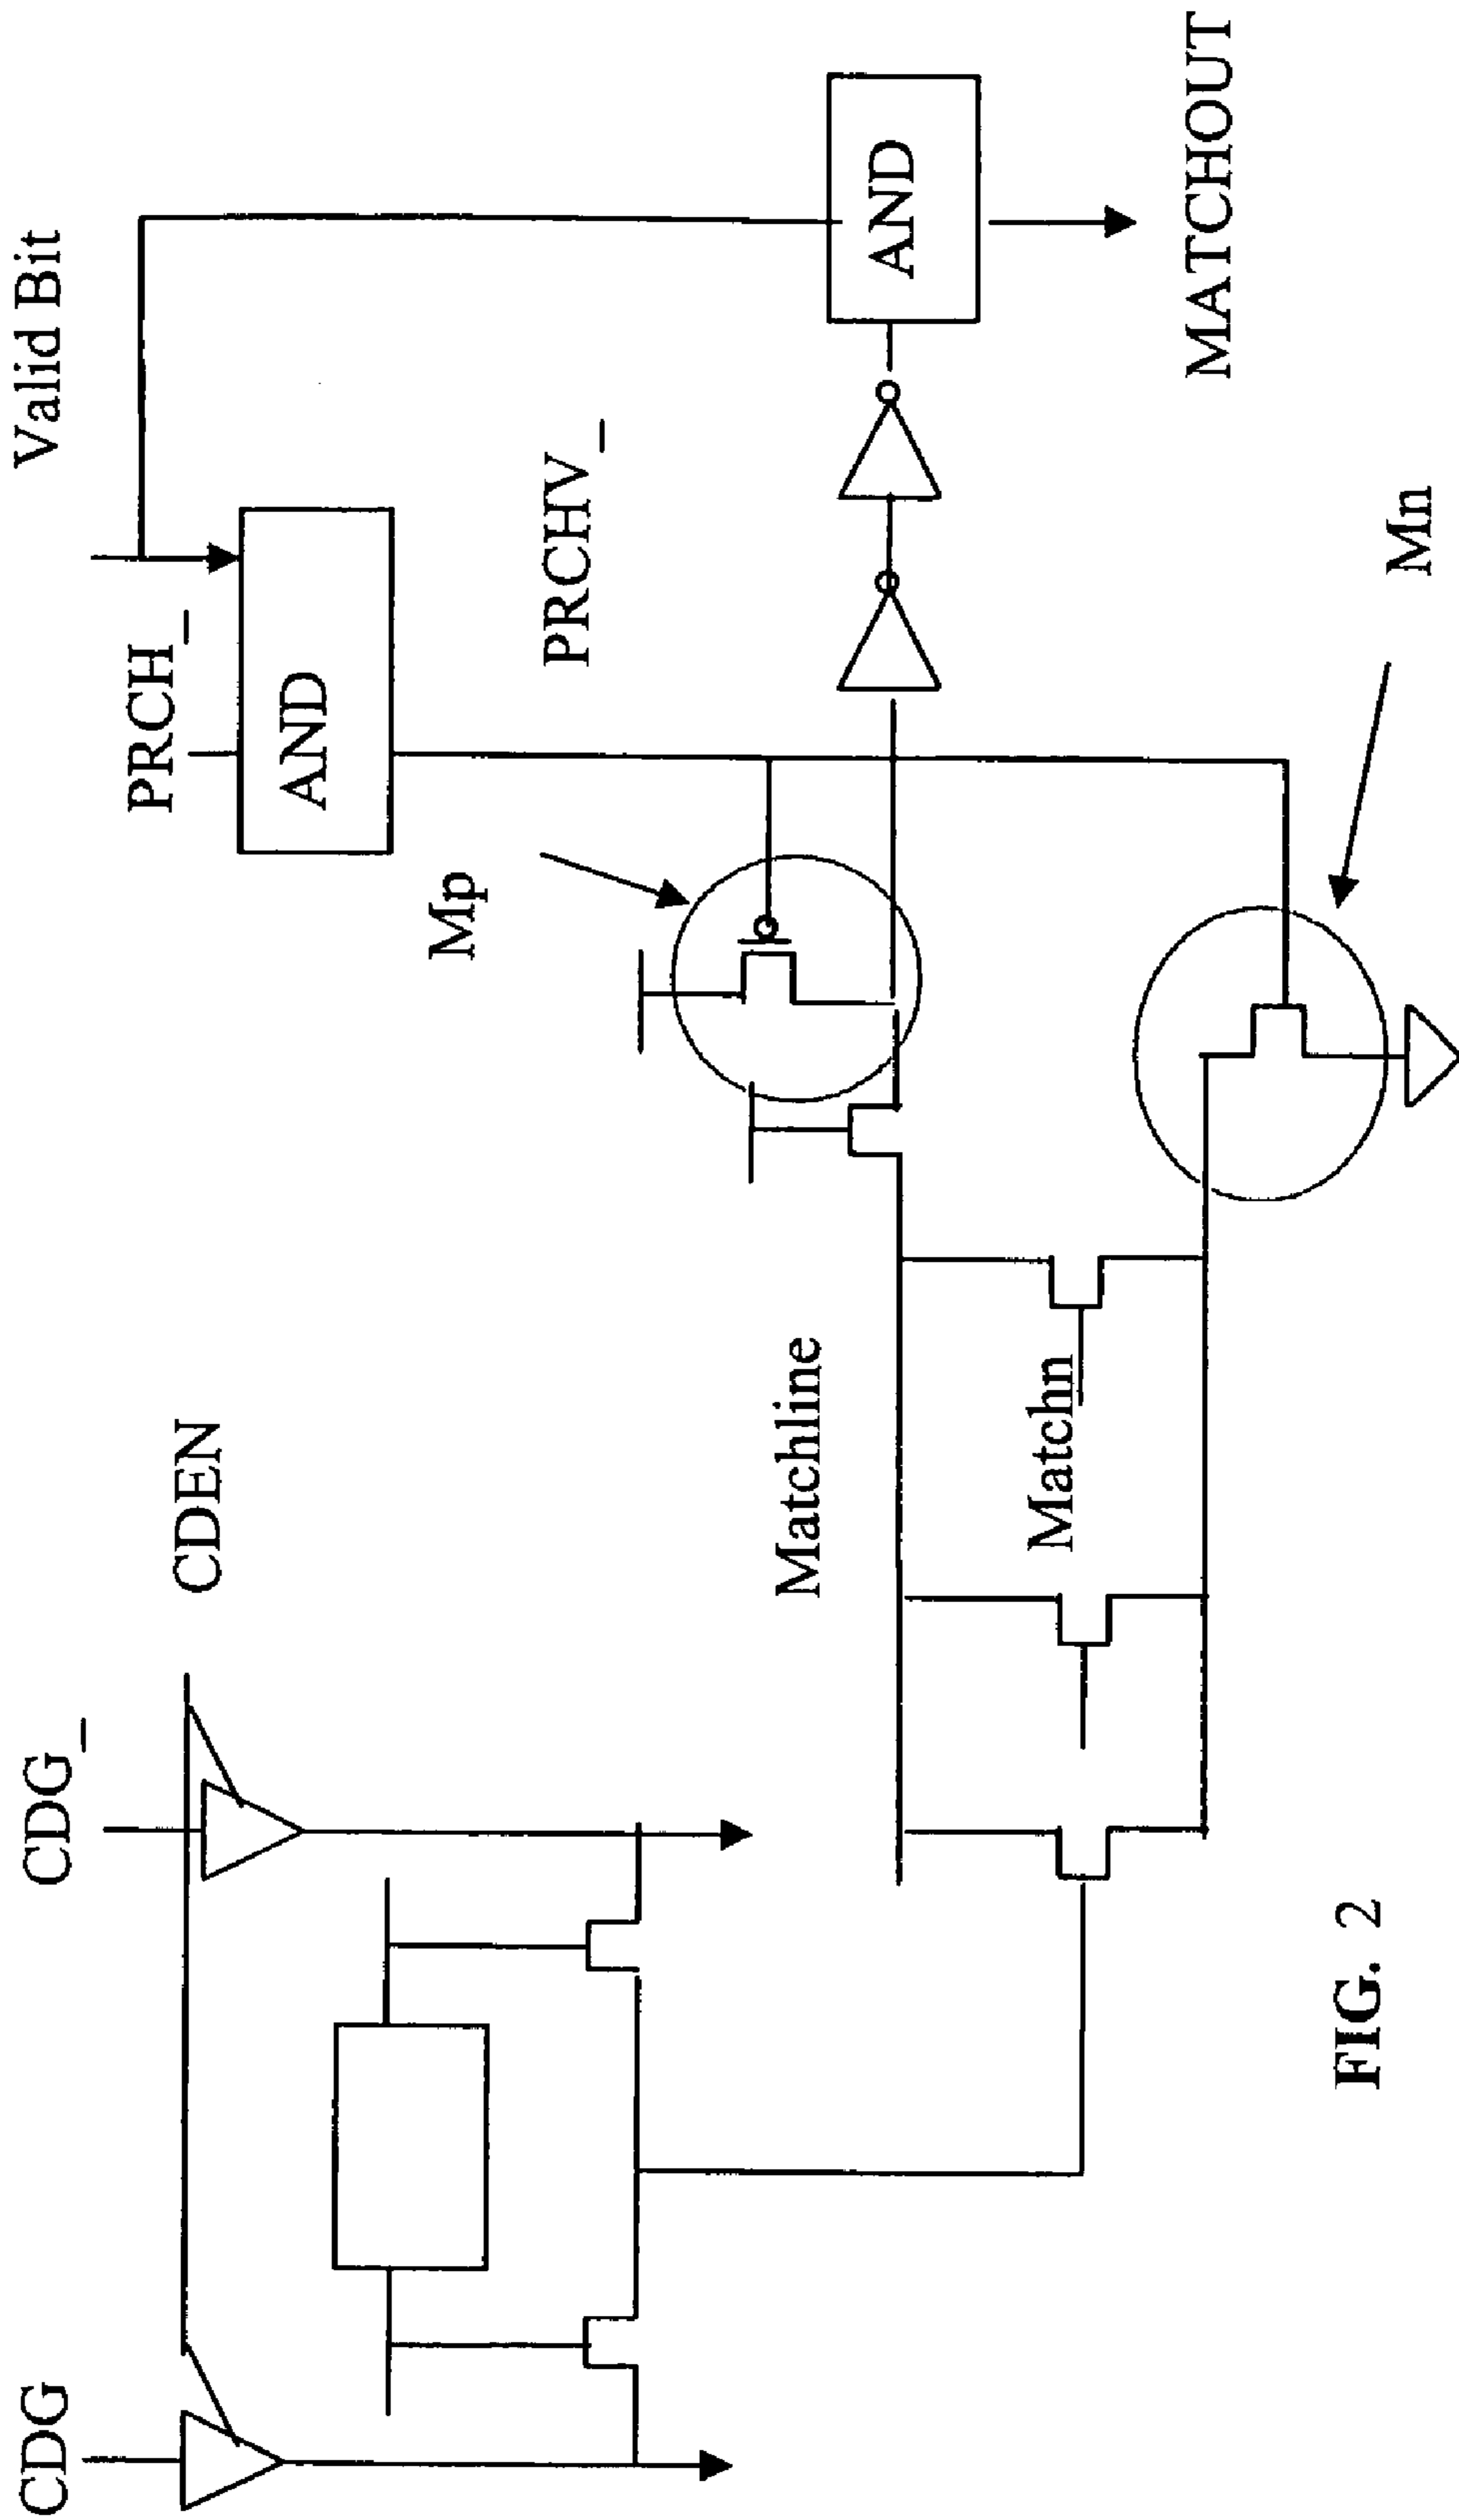 CDG
CDG_
CDEN
PRCH_
Valid Bit
AND
Mp
PRCHV_
Matchline
AND
Matchn
MATCHOUT
Mn
FIG. 2